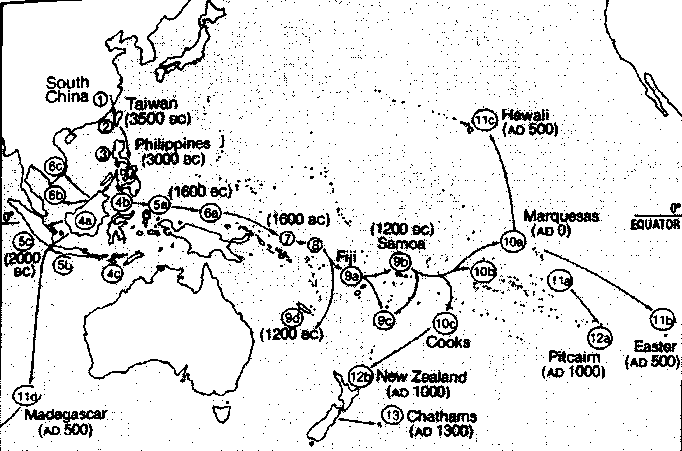 South
China ①
② Taiwan
(3500 BC)
③ Philippines
(3000 BC)
6c
6b
4a
4b
(1600 BC)
5a
6a
0°
5c
(2000
BC)
5b
4c
(1600 BC)
7
8
Fiji
9a
(1200 BC)
Samoa
9b
9c
9d
(1200 BC)
10a
Marquesas
(AD 0)
10b
10c
Cooks
11c Hawaii
(AD 500)
0°
EQUATOR
11a
11b
Easter
(AD 500)
12a
Pitcairn
(AD 1000)
12b New Zealand
(AD 1000)
13 Chathams
(AD 1300)
11d
Madagascar
(AD 500)